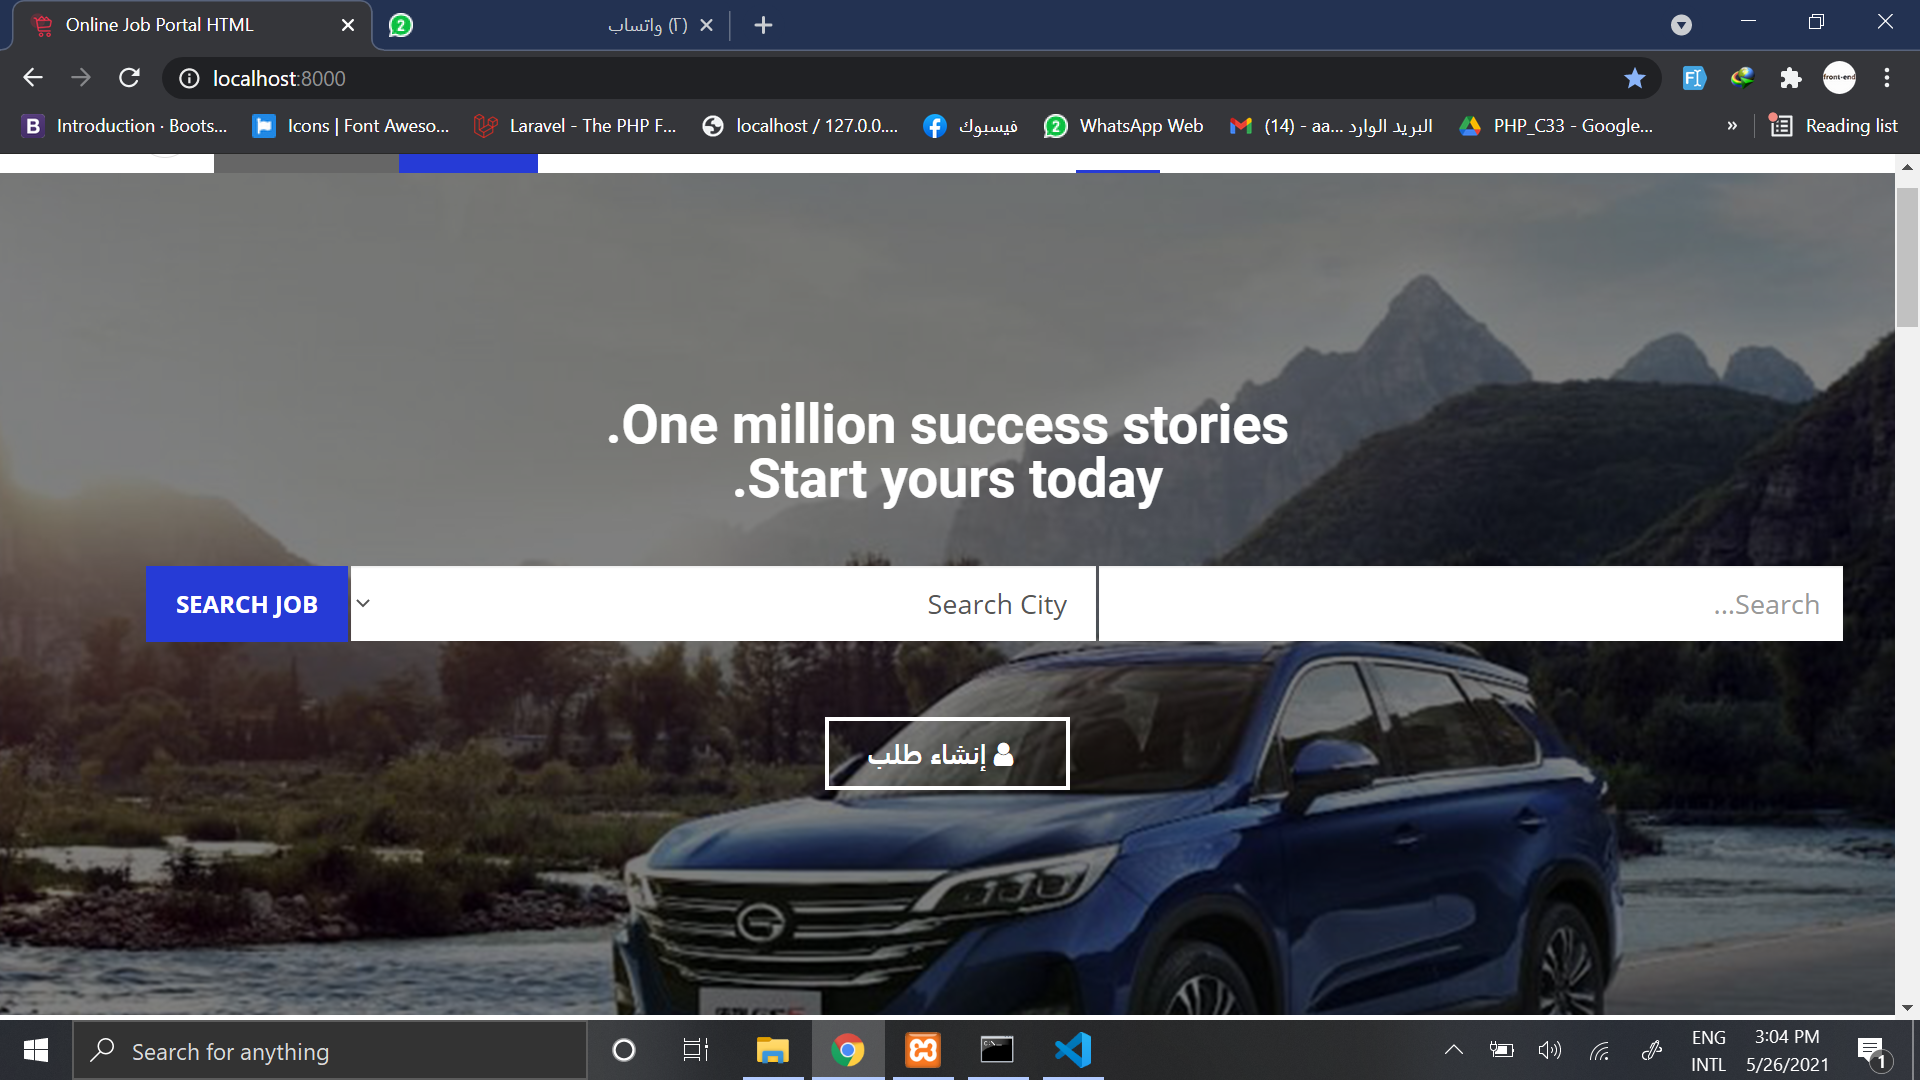 Online Job Portal HTML
(٢) واتساب
localhost:8000
Introduction · Boots...
Icons | Font Aweso...
Laravel - The PHP F...
localhost / 127.0.0....
فيسبوك
WhatsApp Web
البريد الوارد (14) - aa...
PHP_C33 - Google...
»
Reading list
.One million success stories
.Start yours today
SEARCH JOB
Search City
...Search
إنشاء طلب
Search for anything
ENG
INTL
3:04 PM
5/26/2021
1